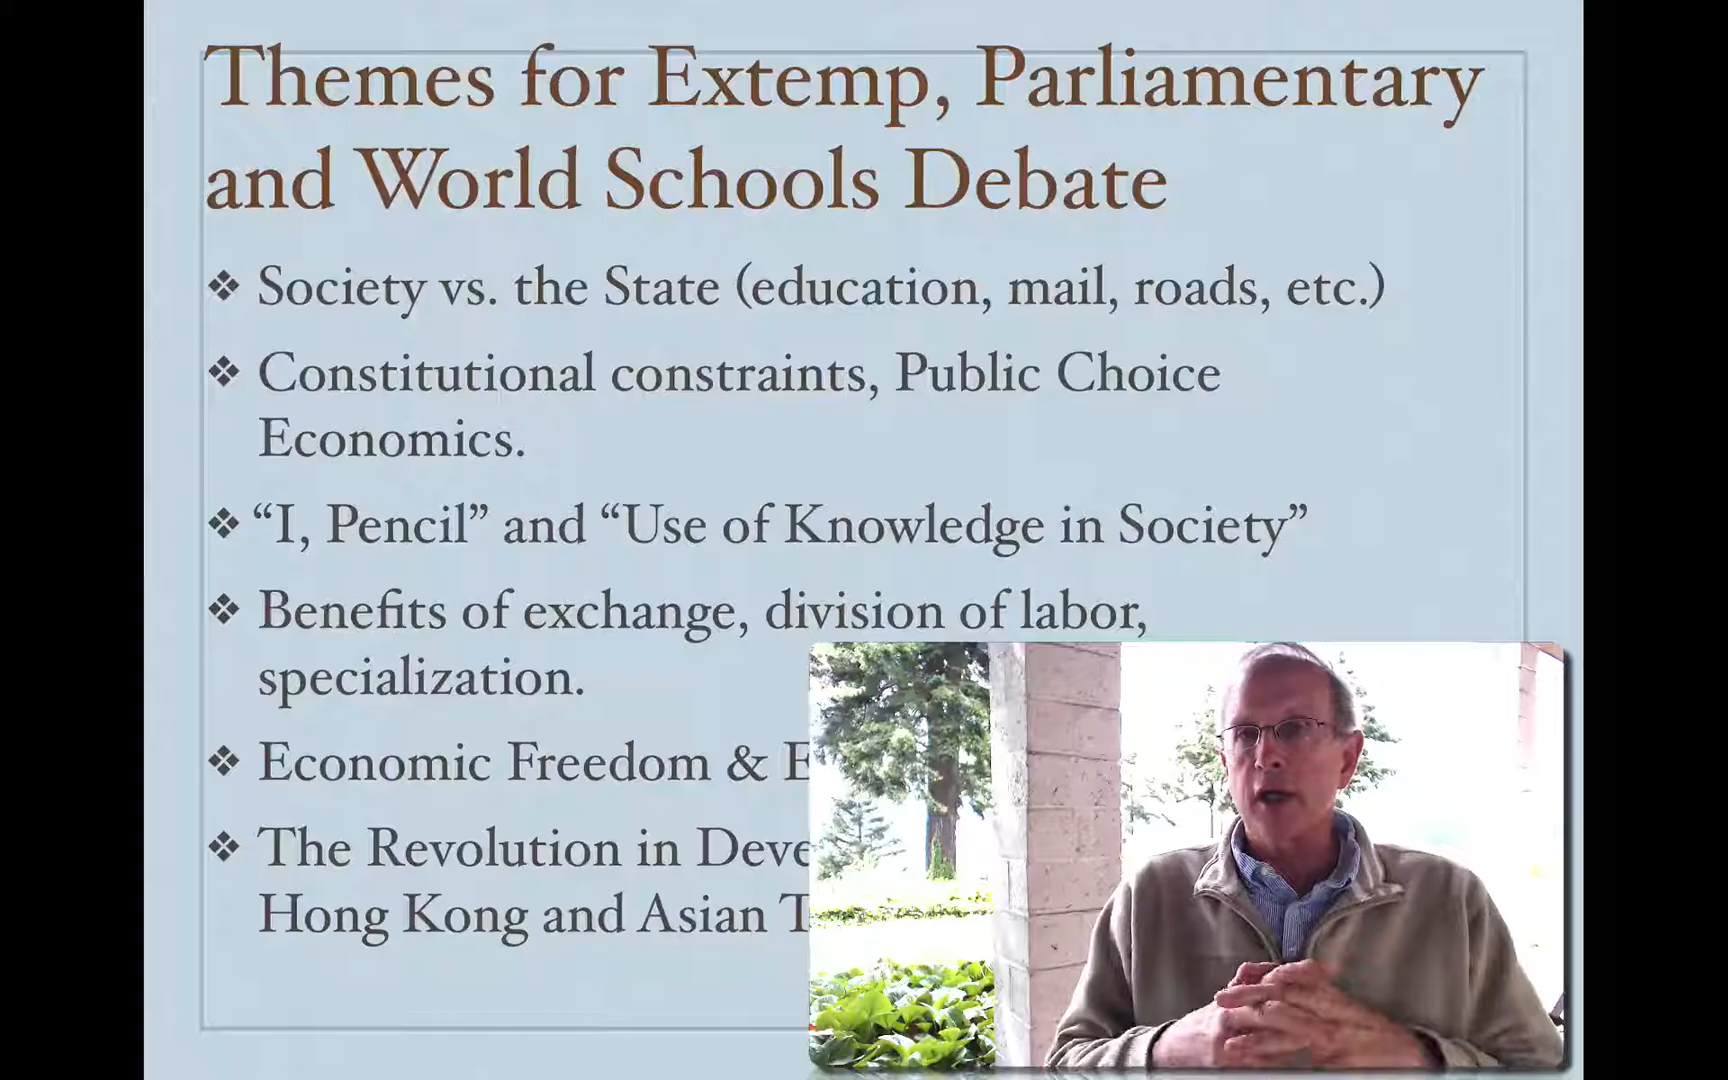 Themes for Extemp, Parliamentary
and World Schools Debate
❖ Society vs. the State (education, mail, roads, etc.)
❖ Constitutional constraints, Public Choice
Economics.
❖ “I, Pencil” and “Use of Knowledge in Society”
❖ Benefits of exchange, division of labor,
specialization.
❖ Economic Freedom &
❖ The Revolution in
Hong Kong and Asian